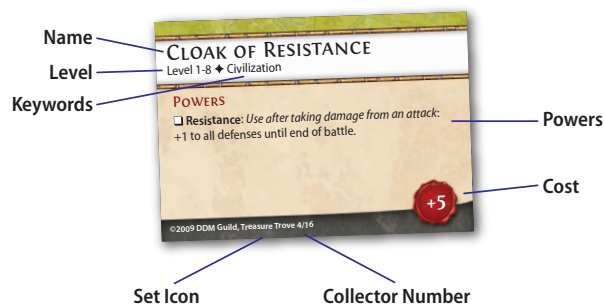 Name
Level
Keywords
CLOAK OF RESISTANCE
Level 1-8 ✦ Civilization
POWERS
❑ Resistance: Use after taking damage from an attack:
+1 to all defenses until end of battle.
+5
©2009 DDM Guild, Treasure Trove 4/16
Powers
Cost
Set Icon
Collector Number